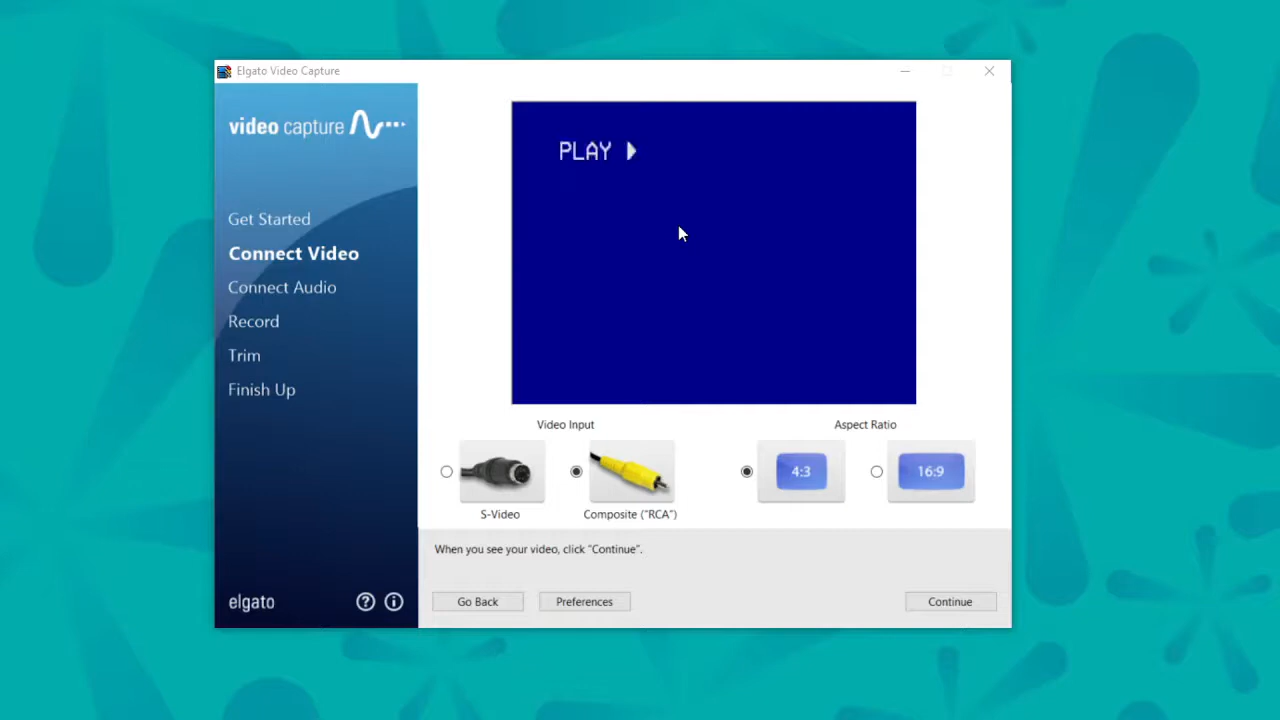 Elgato Video Capture
video capture
Get Started
Connect Video
Connect Audio
Record
Trim
Finish Up
elgato
PLAY
Video Input
Aspect Ratio
4:3
16:9
S-Video
Composite ("RCA")
When you see your video, click "Continue".
Go Back
Preferences
Continue